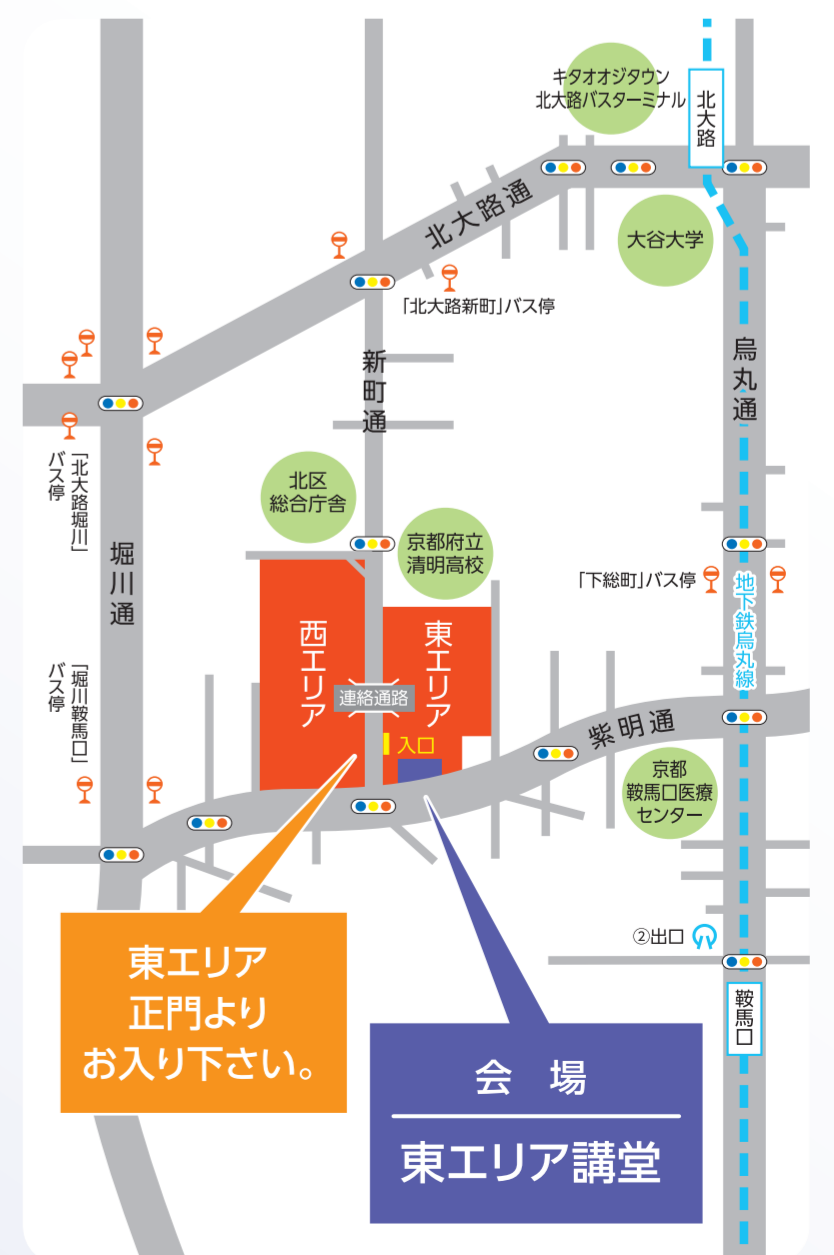 キタオオジタウン
北大路バスターミナル
北大路
北大路通
大谷大学
「北大路新町」バス停
新町通
烏丸通
「北大路堀川」
バス停
北区
総合庁舎
京都府立
清明高校
堀川通
「下総町」バス停
地下鉄烏丸線
西エリア
東エリア
連絡通路
入口
「堀川鞍馬口」
バス停
紫明通
京都
鞍馬口医療
センター
②出口
鞍馬口
東エリア
正門より
お入り下さい。
会 場
東エリア講堂